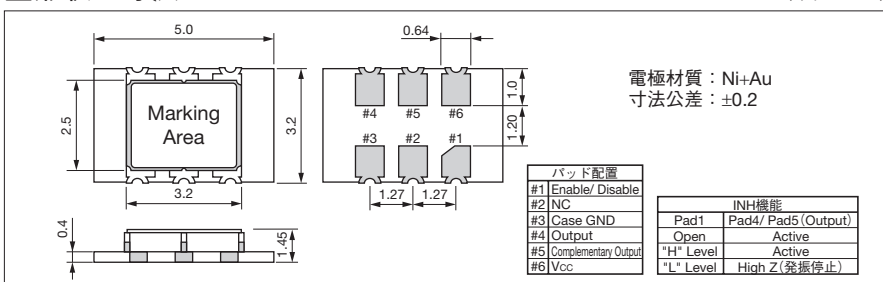 5.0
0.64
電極材質：Ni+Au
寸法公差：±0.2
2.5
Marking
Area
3.2
#4 #5 #6
1.0
#3 #2 #1
1.20
3.2
1.27 1.27
0.4
1.45
パッド配置
#1 Enable/ Disable
#2 NC
#3 Case GND
#4 Output
#5 Complementary Output
#6 Vcc
INH機能
Pad1 Pad4/ Pad5(Output)
Open Active
"H" Level Active
"L" Level High Z(発振停止)